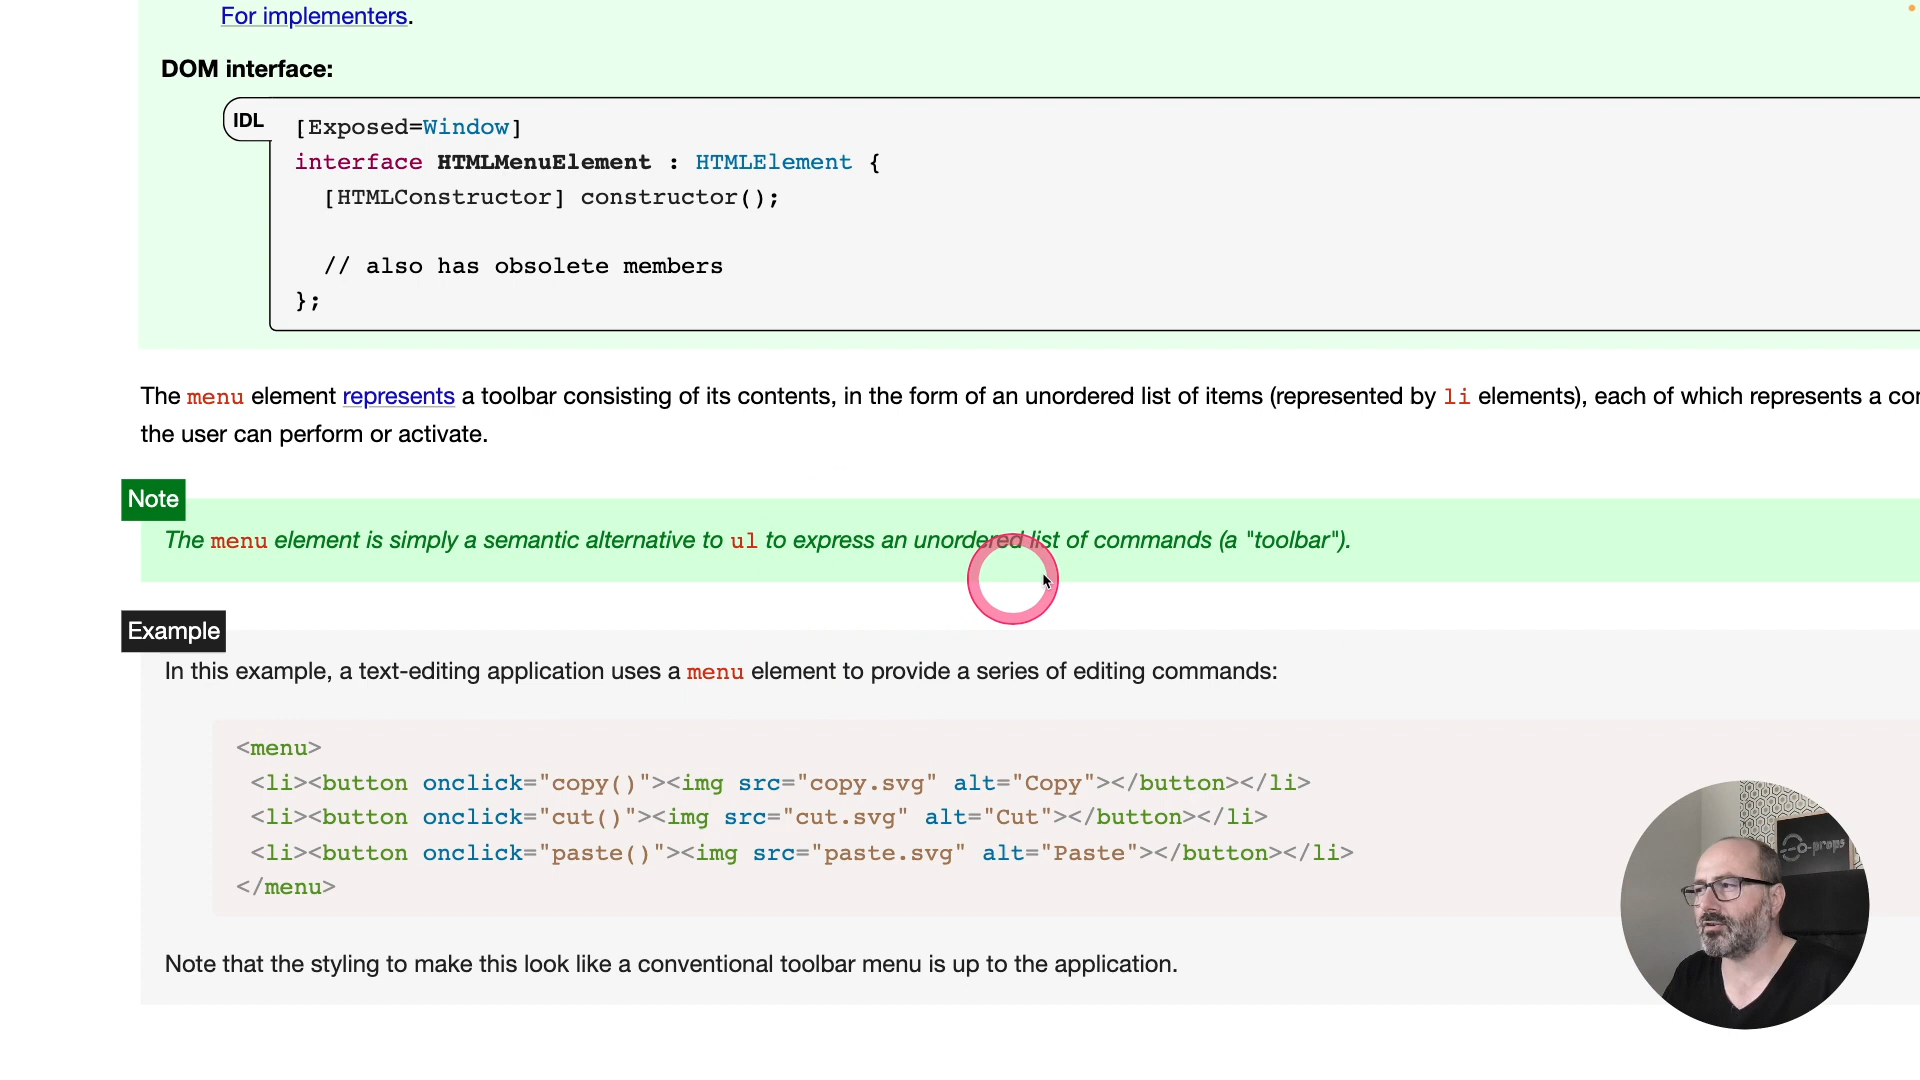 For implementers.
DOM interface:
IDL
[Exposed=Window]
interface HTMLMenuElement : HTMLElement {
  [HTMLConstructor] constructor();
  // also has obsolete members
};
The menu element represents a toolbar consisting of its contents, in the form of an unordered list of items (represented by li elements), each of which represents a
the user can perform or activate.
Note
The menu element is simply a semantic alternative to ul to express an unordered list of commands (a "toolbar").
Example
In this example, a text-editing application uses a menu element to provide a series of editing commands:
<menu>
 <li><button onclick="copy()"><img src="copy.svg" alt="Copy"></button></li>
 <li><button onclick="cut()"><img src="cut.svg" alt="Cut"></button></li>
 <li><button onclick="paste()"><img src="paste.svg" alt="Paste"></button></li>
</menu>
Note that the styling to make this look like a conventional toolbar menu is up to the application.